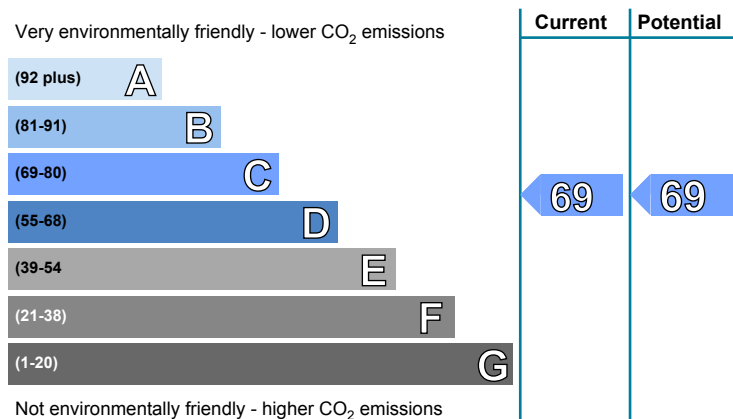 Very environmentally friendly - lower CO2 emissions
Current Potential
(92 plus) A
(81-91) B
(69-80) C
69 69
(55-68) D
(39-54 E
(21-38) F
(1-20) G
Not environmentally friendly - higher CO2 emissions